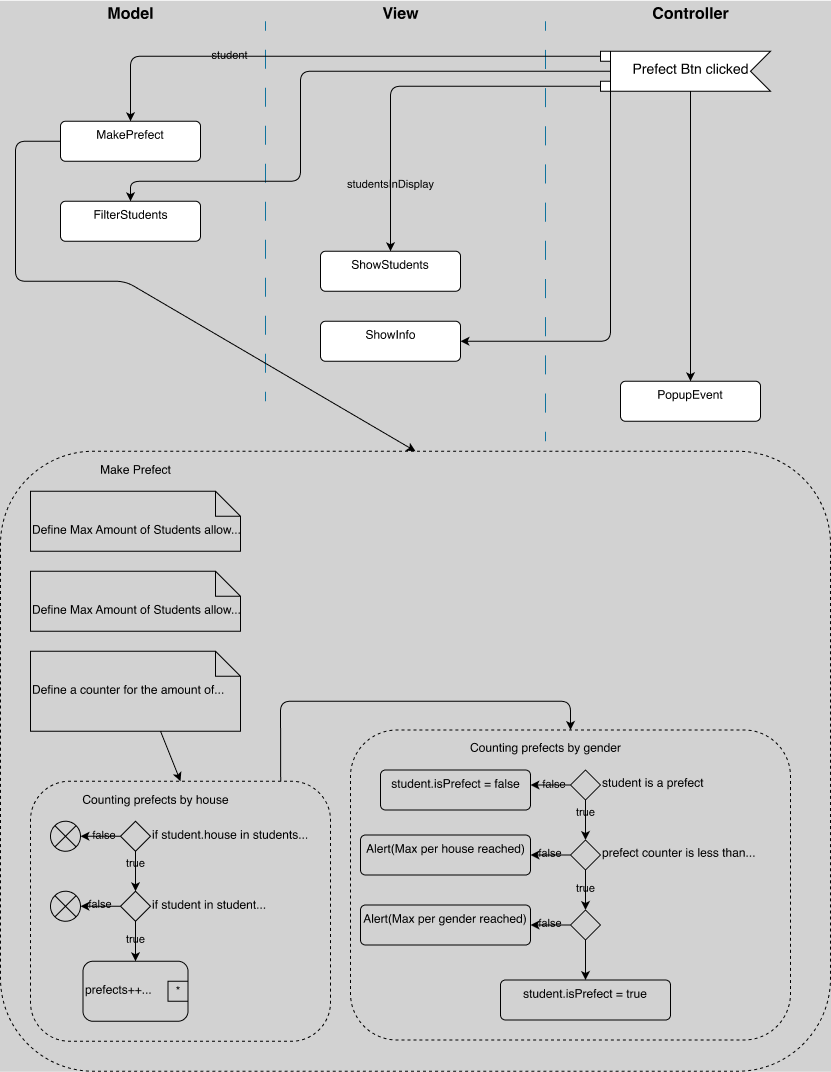 Model
View
Controller
student
Prefect Btn clicked
MakePrefect
studentsInDisplay
FilterStudents
ShowStudents
ShowInfo
PopupEvent
Make Prefect
Define Max Amount of Students allow...
Define Max Amount of Students allow...
Define a counter for the amount of...
Counting prefects by house
false
if student.house in students...
true
false
if student in student...
true
prefects++...
*
Counting prefects by gender
student.isPrefect = false
false
student is a prefect
true
Alert(Max per house reached)
false
prefect counter is less than...
true
Alert(Max per gender reached)
false
student.isPrefect = true